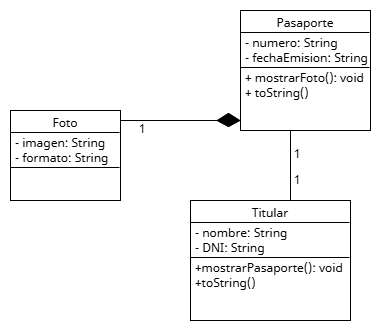 Pasaporte
- numero: String
- fechaEmision: String
+ mostrarFoto(): void
+ toString()
Foto
- imagen: String
- formato: String
1
1
1
Titular
- nombre: String
- DNI: String
+mostrarPasaporte(): void
+toString()